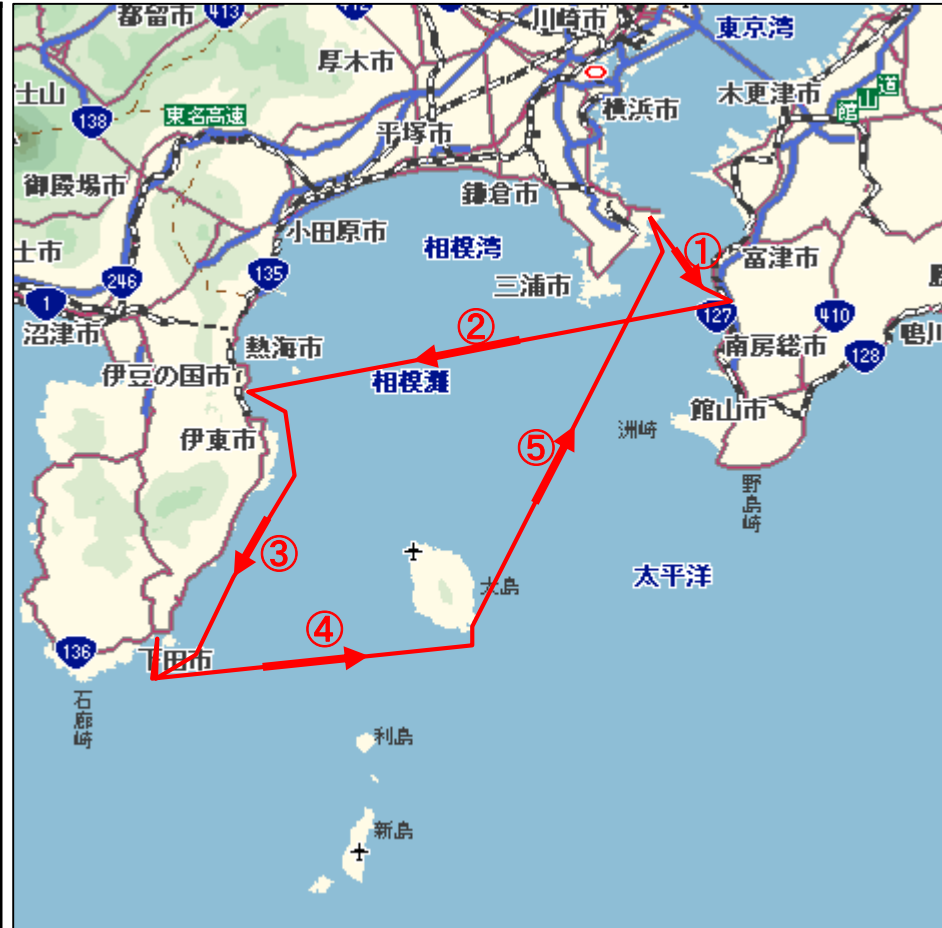 都留市
413
412
川崎市
東京湾
厚木市
士山
138
東名高速
横浜市
木更津市
館山道
平塚市
御殿場市
鎌倉市
小田原市
相模湾
①
富津市
士市
246
135
三浦市
1
沼津市
127
410
②
熱海市
南房総市
128
鴨川
伊豆の国市
相模灘
館山市
伊東市
洲崎
⑤
野島崎
③
太平洋
大島
④
136
下田市
石廊崎
利島
新島